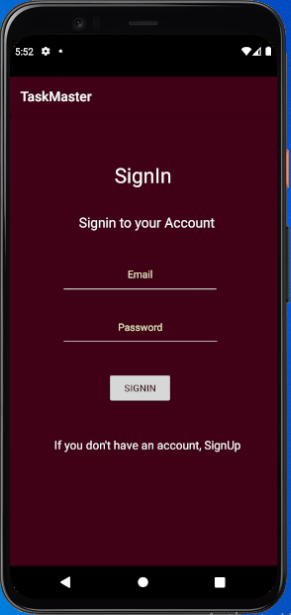 5:52
TaskMaster
SignIn
Signin to your Account
Email
Password
SIGNIN
If you don't have an account, SignUp